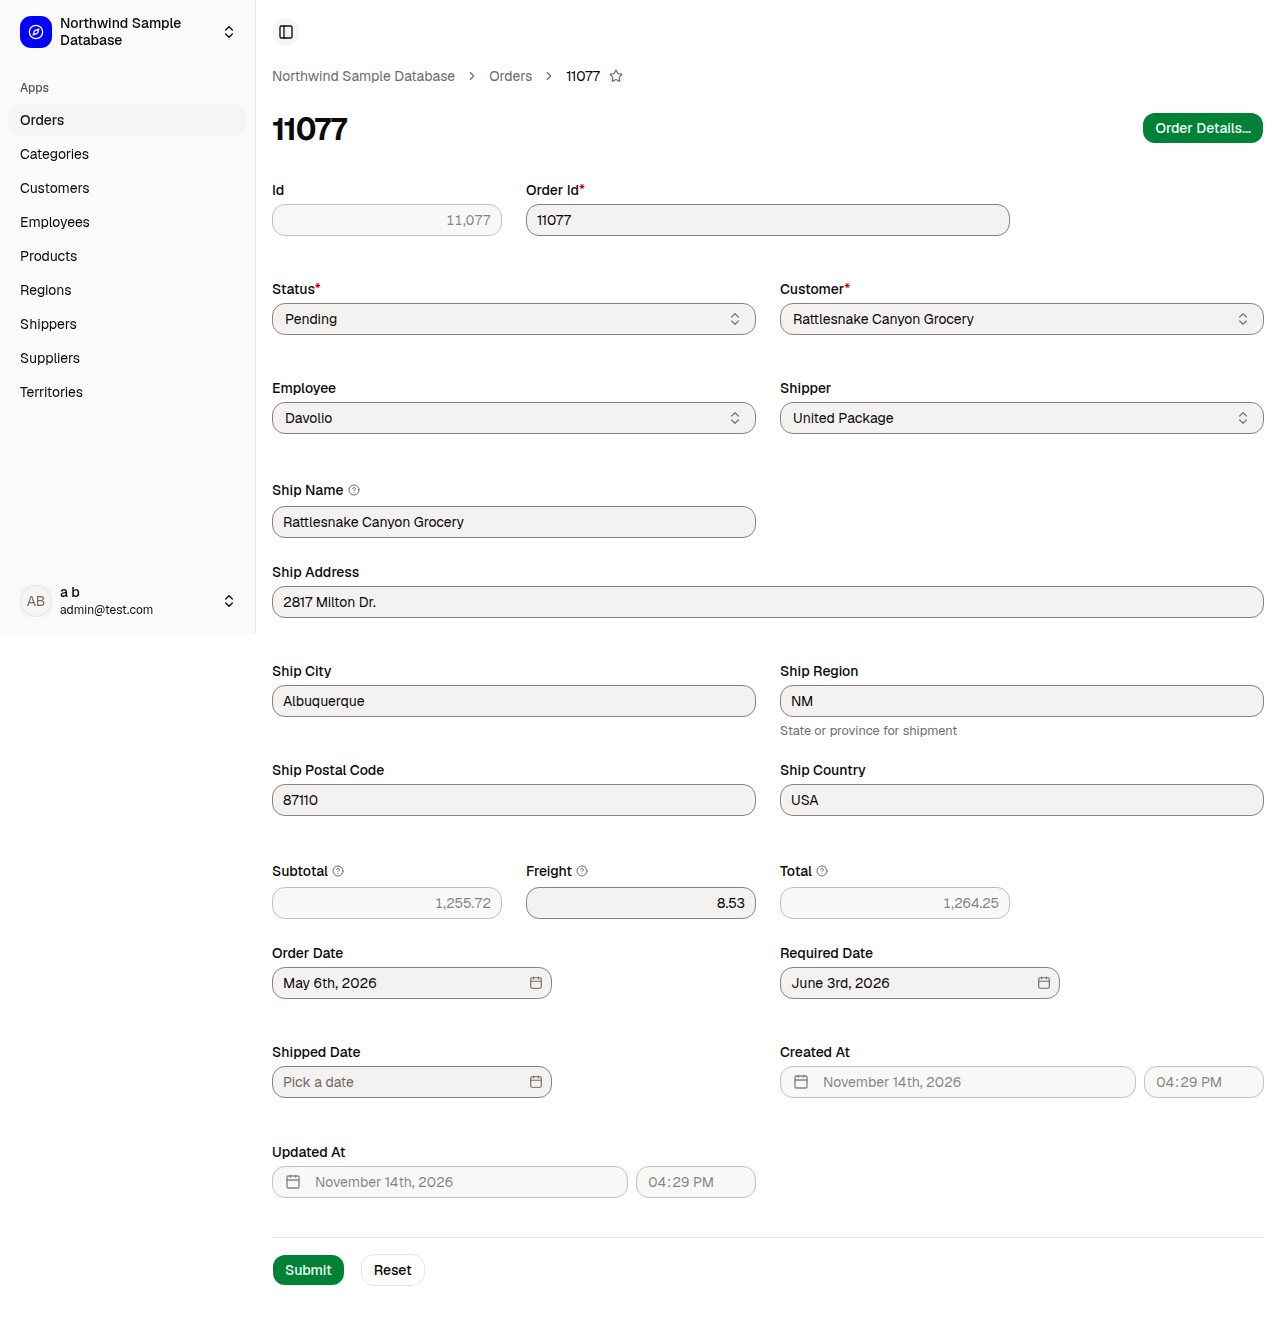 Northwind Sample
Database
Apps
Orders
Categories
Customers
Employees
Products
Regions
Shippers
Suppliers
Territories
AB
a b
admin@test.com
Northwind Sample Database > Orders > 11077
11077
Order Details...
Id
11,077
Order Id*
11077
Status*
Pending
Customer*
Rattlesnake Canyon Grocery
Employee
Davolio
Shipper
United Package
Ship Name
Rattlesnake Canyon Grocery
Ship Address
2817 Milton Dr.
Ship City
Albuquerque
Ship Region
NM
State or province for shipment
Ship Postal Code
87110
Ship Country
USA
Subtotal
1,255.72
Freight
8.53
Total
1,264.25
Order Date
May 6th, 2026
Required Date
June 3rd, 2026
Shipped Date
Pick a date
Created At
November 14th, 2026
04:29 PM
Updated At
November 14th, 2026
04:29 PM
Submit
Reset